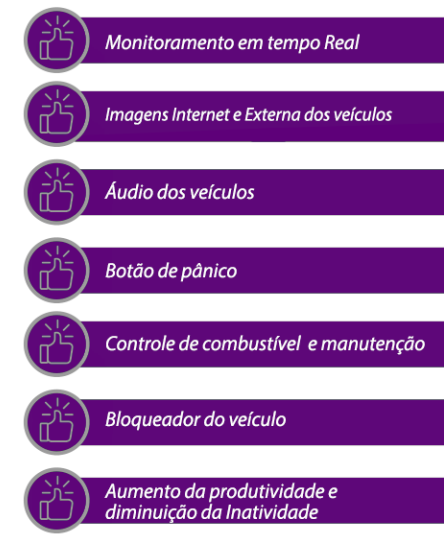 Monitoramento em tempo Real
Imagens Internet e Externa dos veículos
Áudio dos veículos
Botão de pânico
Controle de combustível e manutenção
Bloqueador do veículo
Aumento da produtividade e
diminuição da Inatividade